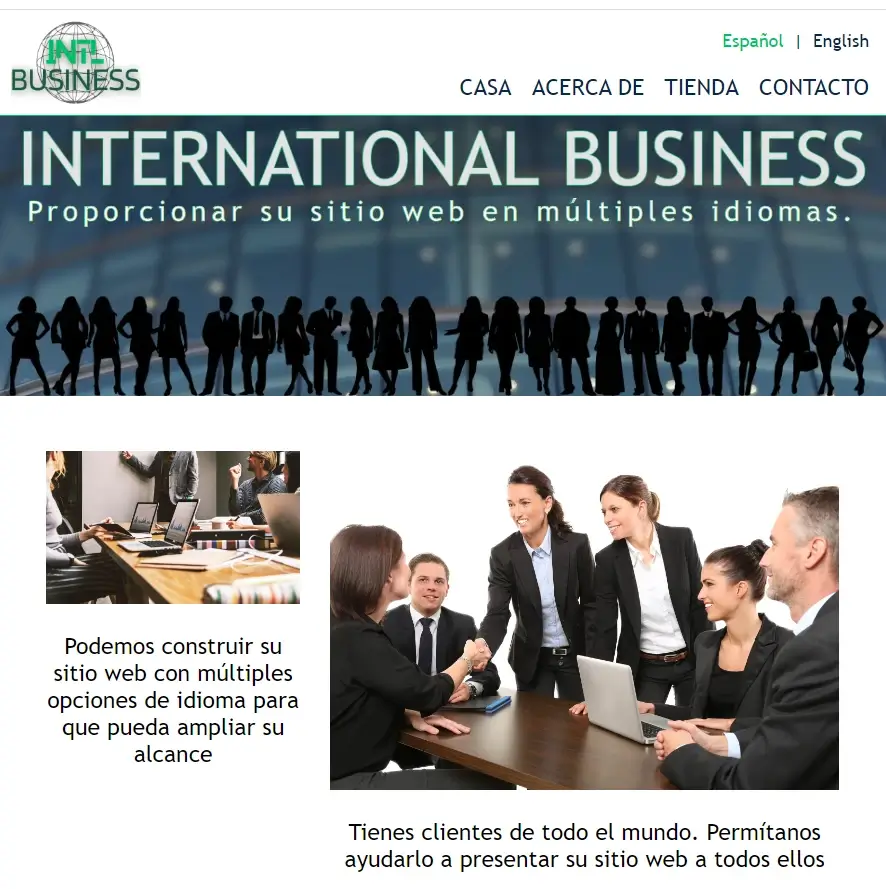 INTL
BUSINESS
Español | English
CASA ACERCA DE TIENDA CONTACTO
INTERNATIONAL BUSINESS
Proporcionar su sitio web en múltiples idiomas.
Podemos construir su
sitio web con múltiples
opciones de idioma para
que pueda ampliar su
alcance
Tienes clientes de todo el mundo. Permítanos
ayudarlo a presentar su sitio web a todos ellos